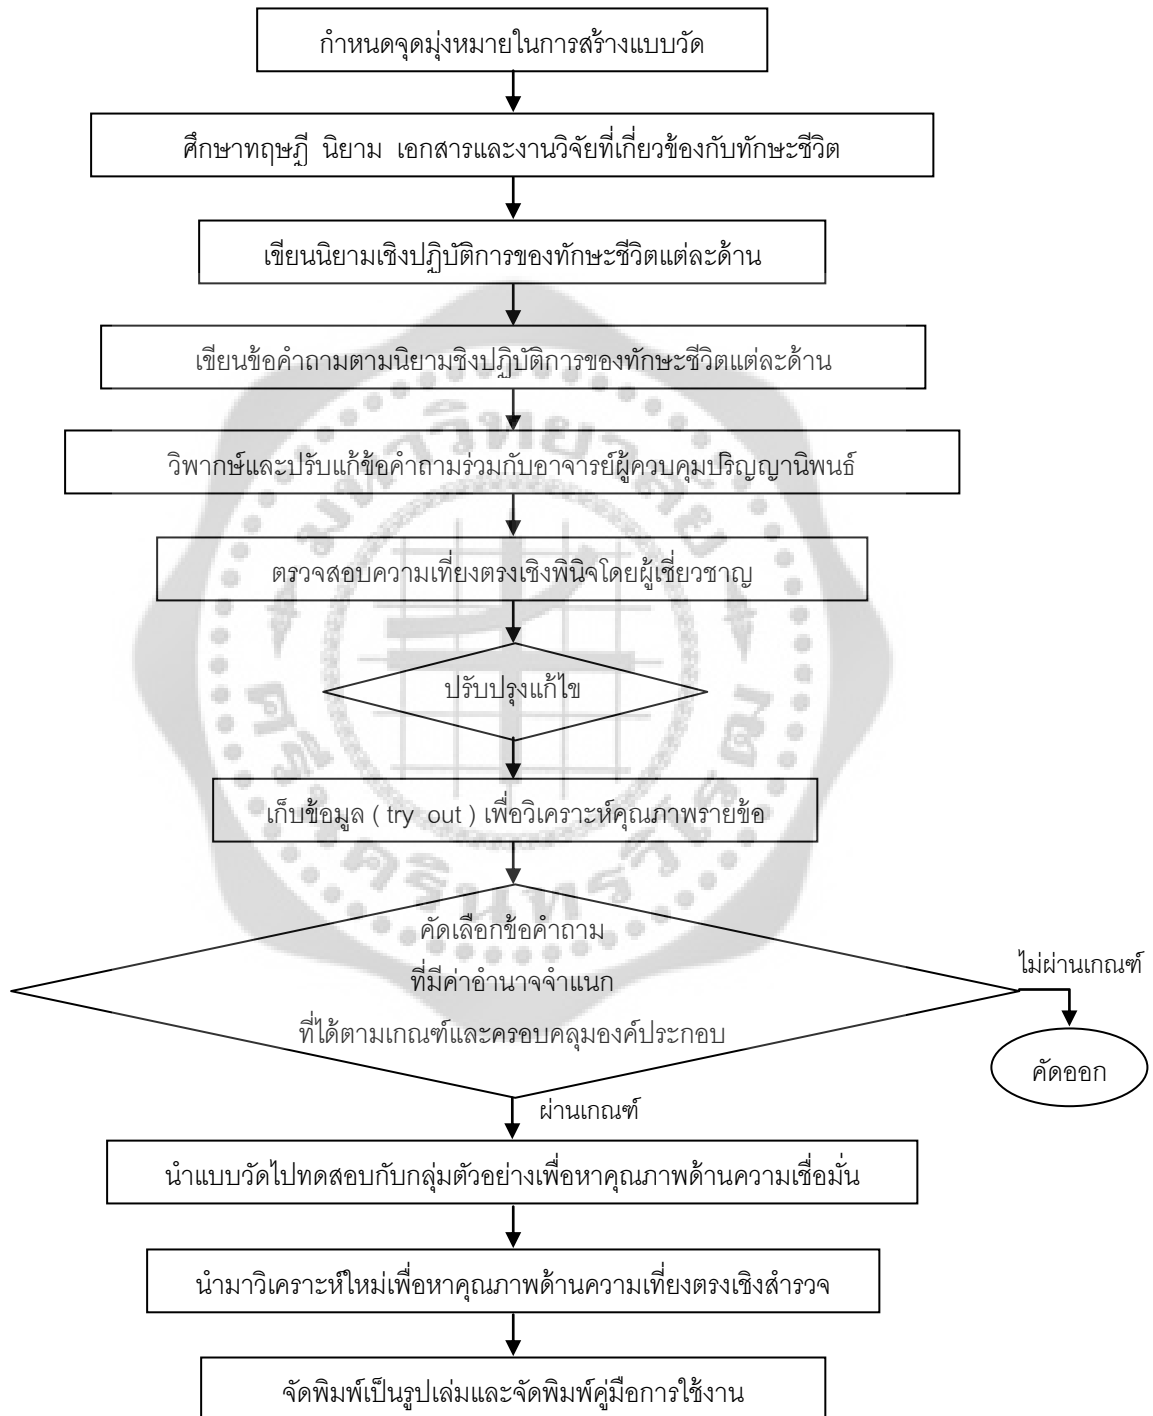 กำหนดจุดมุ่งหมายในการสร้างแบบวัด
ศึกษาทฤษฎี นิยาม เอกสารและงานวิจัยที่เกี่ยวข้องกับทักษะชีวิต
เขียนนิยามเชิงปฏิบัติการของทักษะชีวิตแต่ละด้าน
เขียนข้อคำถามตามนิยามชิงปฏิบัติการของทักษะชีวิตแต่ละด้าน
วิพากษ์และปรับแก้ข้อคำถามร่วมกับอาจารย์ผู้ควบคุมปริญญานิพนธ์
ตรวจสอบความเที่ยงตรงเชิงพินิจโดยผู้เชี่ยวชาญ
ปรับปรุงแก้ไข
เก็บข้อมูล ( try out ) เพื่อวิเคราะห์คุณภาพรายข้อ
คัดเลือกข้อคำถาม
ที่มีค่าอำนาจจำแนก
ที่ได้ตามเกณฑ์และครอบคลุมองค์ประกอบ
ไม่ผ่านเกณฑ์
คัดออก
ผ่านเกณฑ์
นำแบบวัดไปทดสอบกับกลุ่มตัวอย่างเพื่อหาคุณภาพด้านความเชื่อมั่น
นำมาวิเคราะห์ใหม่เพื่อหาคุณภาพด้านความเที่ยงตรงเชิงสำรวจ
จัดพิมพ์เป็นรูปเล่มและจัดพิมพ์คู่มือการใช้งาน
มหาวิทยาลัย
ศรีนครินทรวิโรฒ